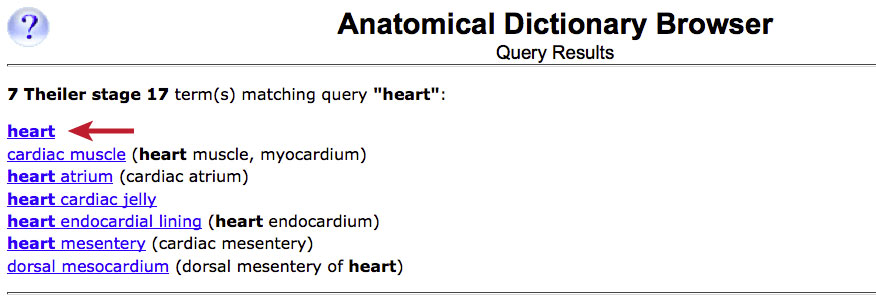 ?
Anatomical Dictionary Browser
Query Results
7 Theiler stage 17 term(s) matching query "heart":
heart
cardiac muscle (heart muscle, myocardium)
heart atrium (cardiac atrium)
heart cardiac jelly
heart endocardial lining (heart endocardium)
heart mesentery (cardiac mesentery)
dorsal mesocardium (dorsal mesentery of heart)